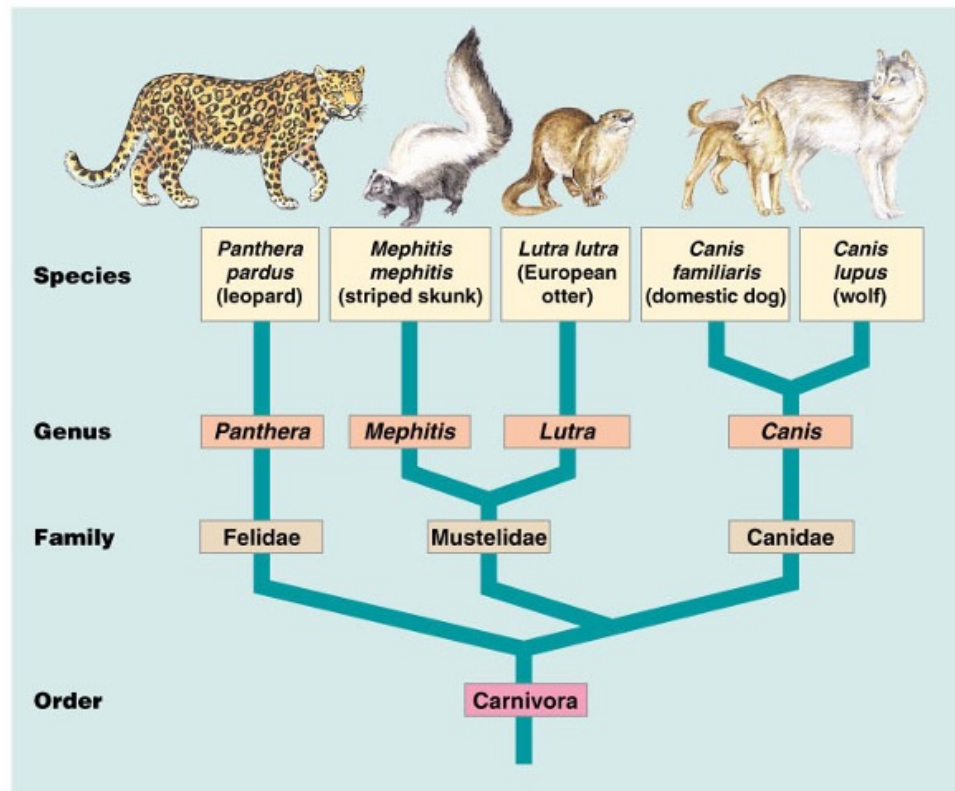 Species
Panthera
pardus
(leopard)
Mephitis
mephitis
(striped skunk)
Lutra lutra
(European
otter)
Canis
familiaris
(domestic dog)
Canis
lupus
(wolf)
Genus
Panthera
Mephitis
Lutra
Canis
Family
Felidae
Mustelidae
Canidae
Order
Carnivora